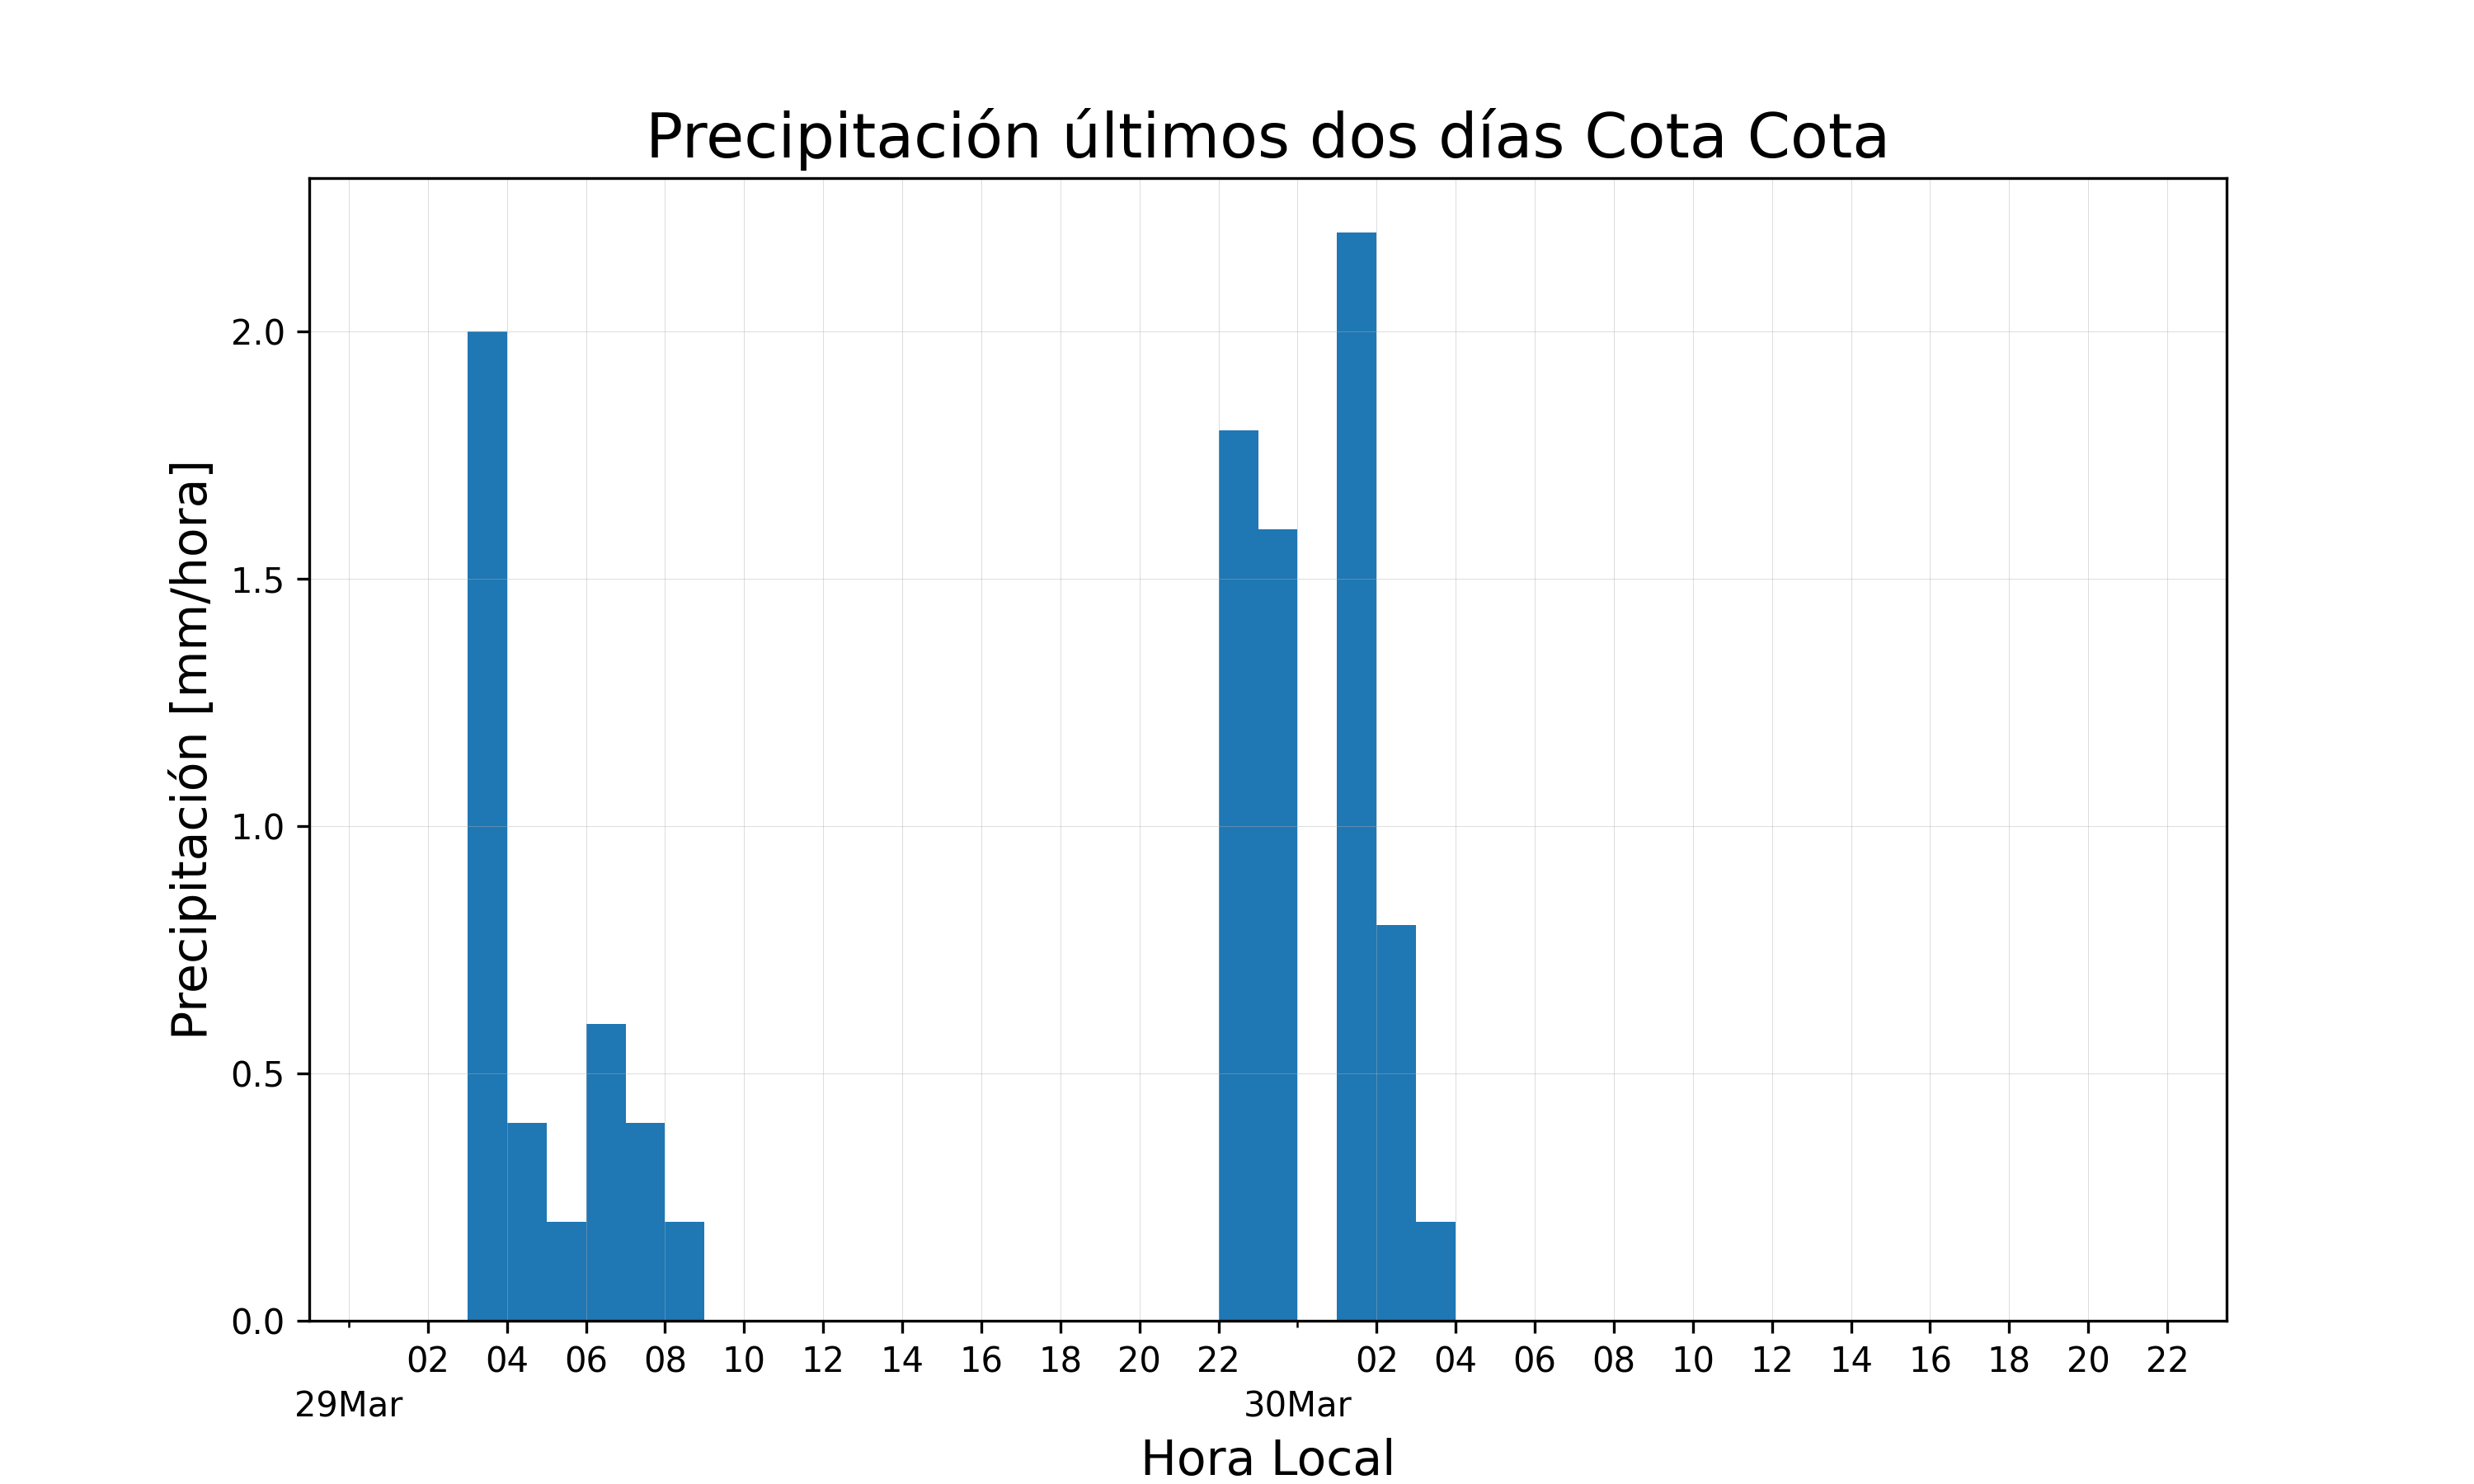 Precipitación últimos dos días Cota Cota
Precipitación [mm/hora]
2.0
1.5
1.0
0.5
0.0
02 04 06 08 10 12 14 16 18 20 22 02 04 06 08 10 12 14 16 18 20 22
29Mar 30Mar
Hora Local